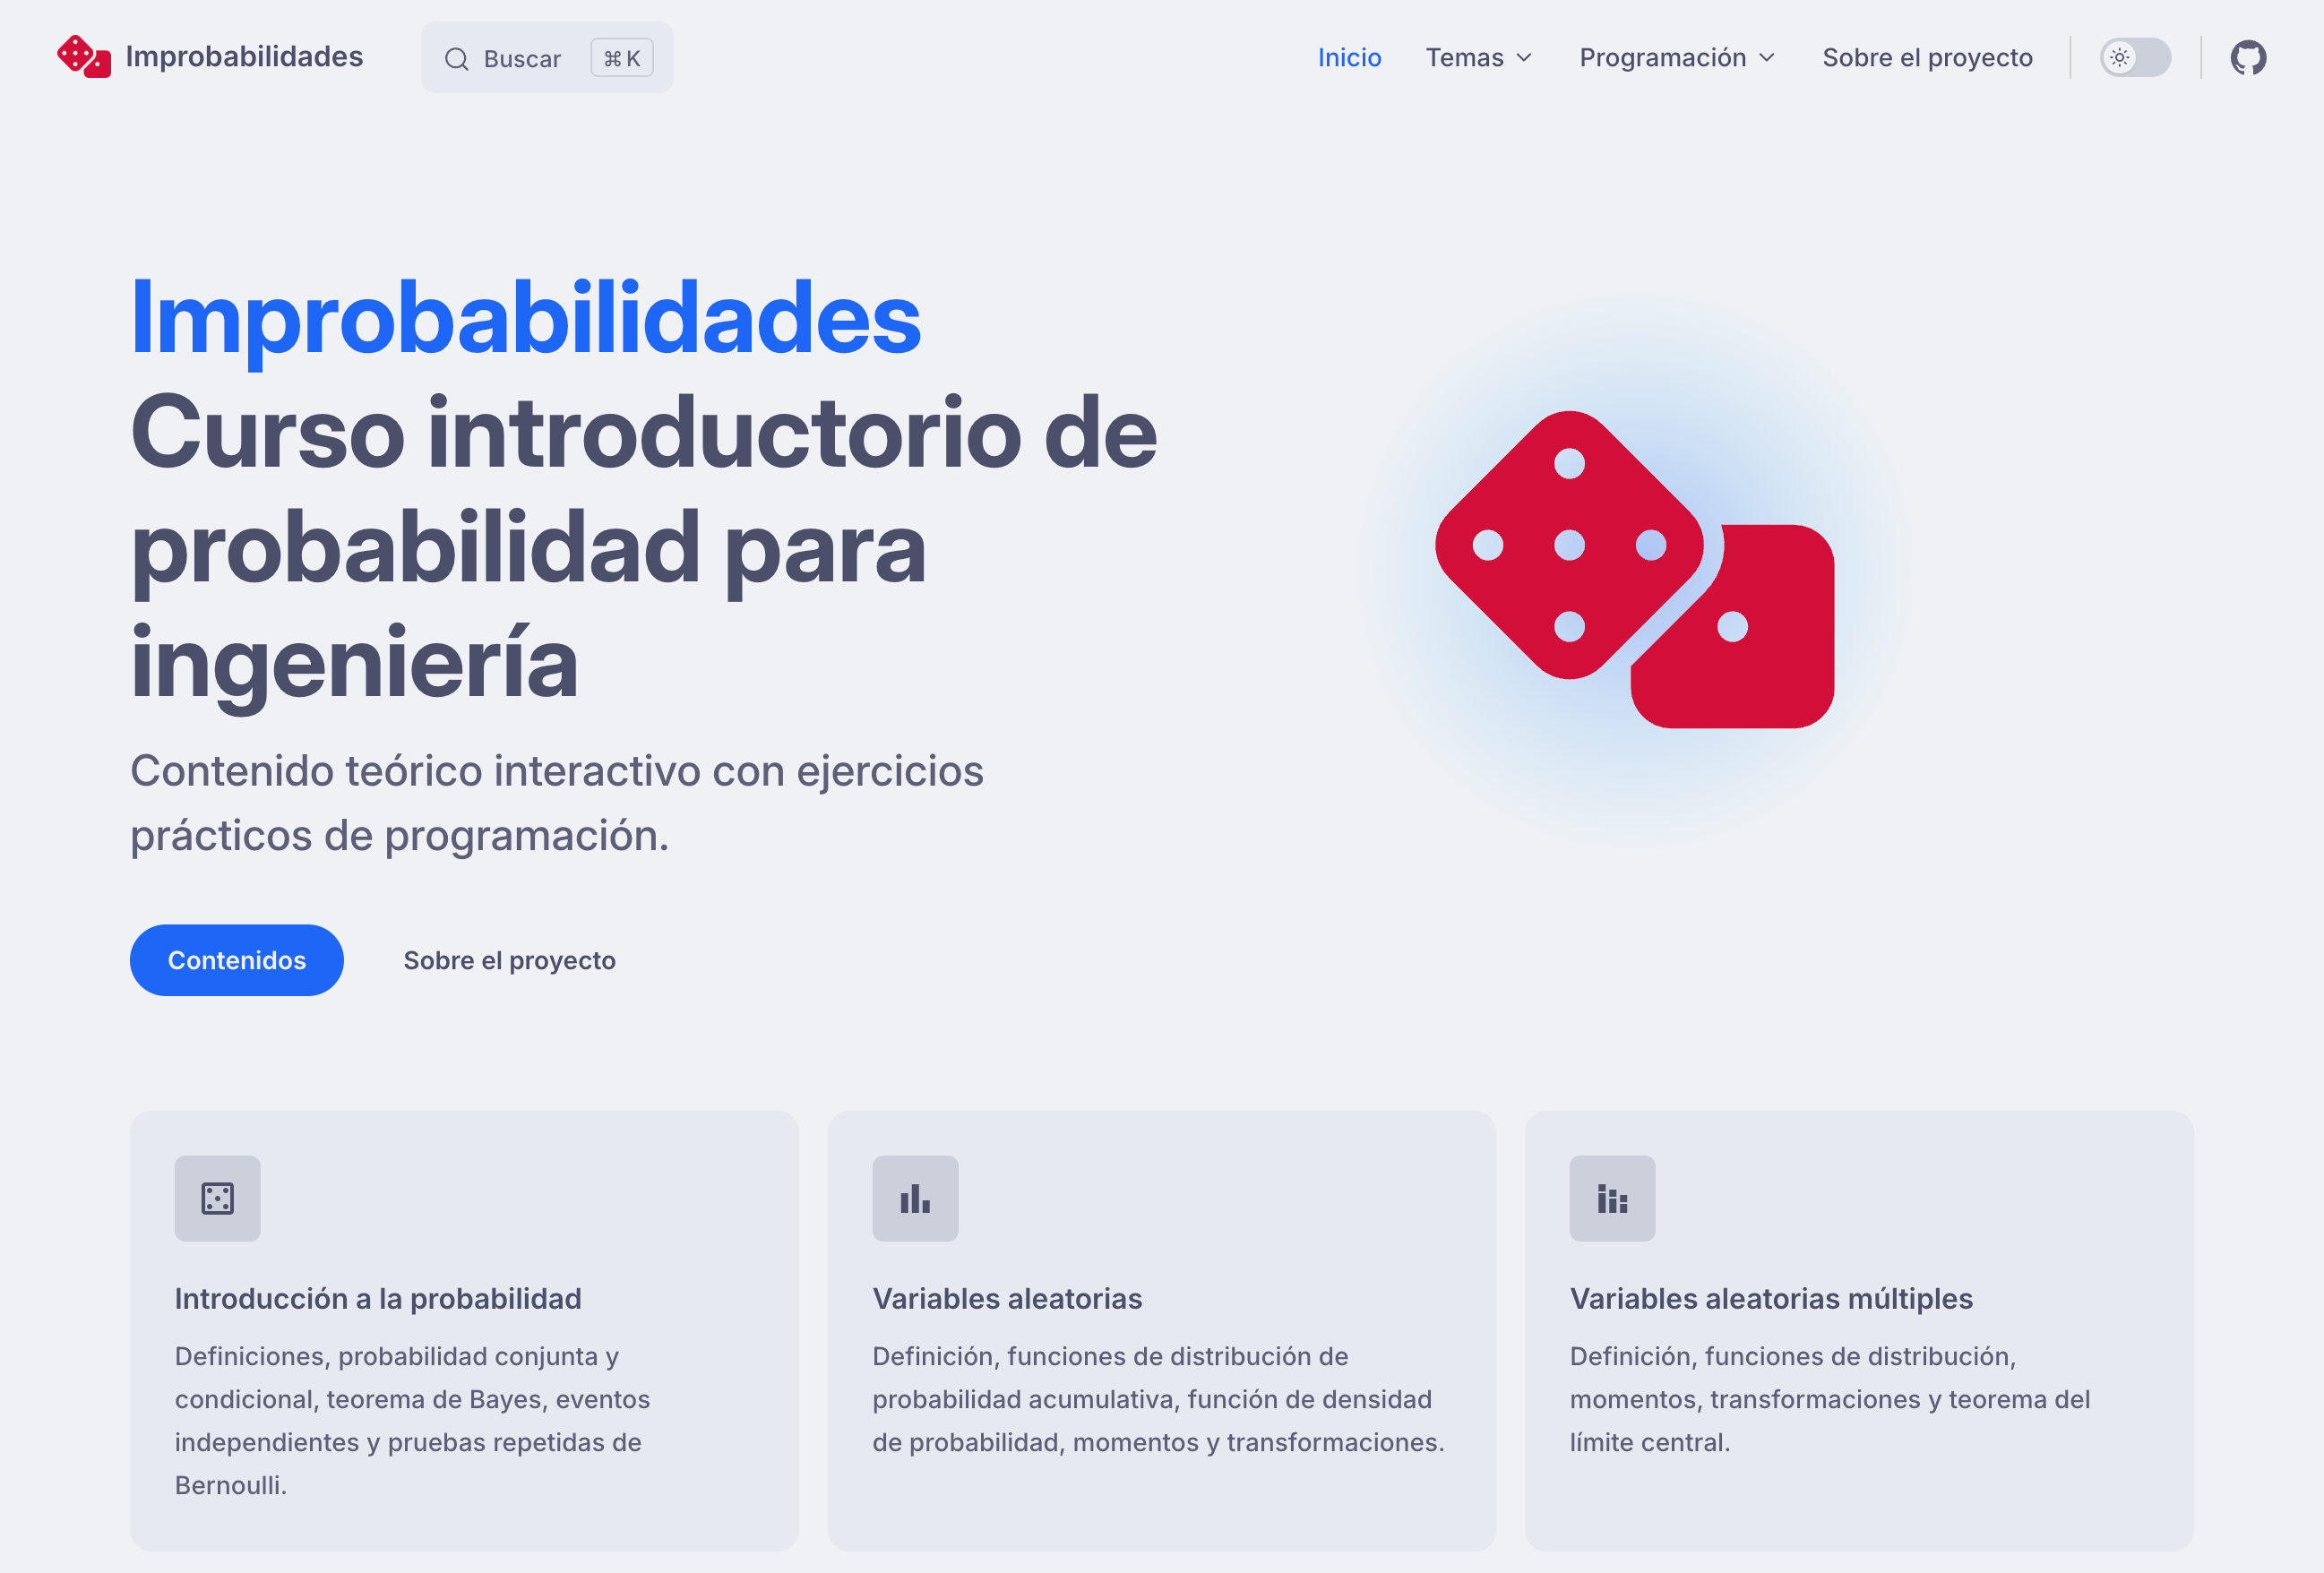 Improbabilidades
Buscar
⌘ K
Inicio
Temas
Programación
Sobre el proyecto
Improbabilidades
Curso introductorio de
probabilidad para
ingeniería
Contenido teórico interactivo con ejercicios
prácticos de programación.
Contenidos
Sobre el proyecto
Introducción a la probabilidad
Definiciones, probabilidad conjunta y
condicional, teorema de Bayes, eventos
independientes y pruebas repetidas de
Bernoulli.
Variables aleatorias
Definición, funciones de distribución de
probabilidad acumulativa, función de densidad
de probabilidad, momentos y transformaciones.
Variables aleatorias múltiples
Definición, funciones de distribución,
momentos, transformaciones y teorema del
límite central.